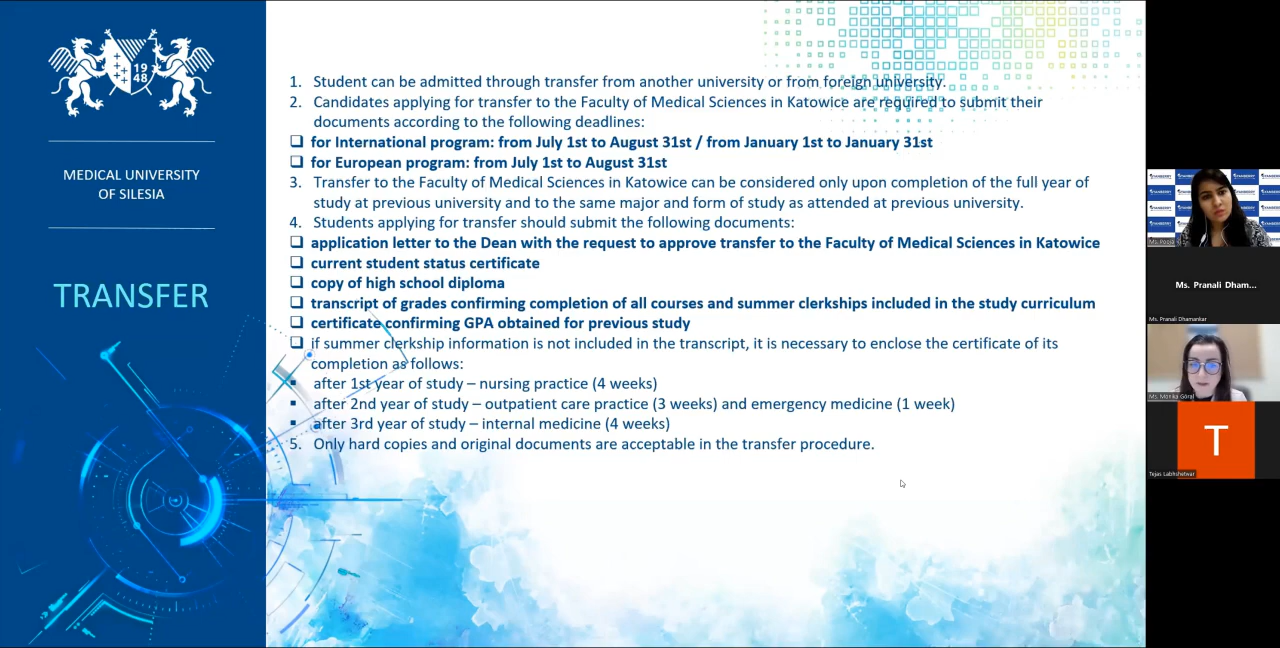 19
48
MEDICAL UNIVERSITY
OF SILESIA
TRANSFER
1. Student can be admitted through transfer from another university or from foreign university.
2. Candidates applying for transfer to the Faculty of Medical Sciences in Katowice are required to submit their
documents according to the following deadlines:
❑ for International program: from July 1st to August 31st / from January 1st to January 31st
❑ for European program: from July 1st to August 31st
3. Transfer to the Faculty of Medical Sciences in Katowice can be considered only upon completion of the full year of
study at previous university and to the same major and form of study as attended at previous university.
4. Students applying for transfer should submit the following documents:
❑ application letter to the Dean with the request to approve transfer to the Faculty of Medical Sciences in Katowice
❑ current student status certificate
❑ copy of high school diploma
❑ transcript of grades confirming completion of all courses and summer clerkships included in the study curriculum
❑ certificate confirming GPA obtained for previous study
❑ if summer clerkship information is not included in the transcript, it is necessary to enclose the certificate of its
completion as follows:
▪ after 1st year of study – nursing practice (4 weeks)
▪ after 2nd year of study – outpatient care practice (3 weeks) and emergency medicine (1 week)
▪ after 3rd year of study – internal medicine (4 weeks)
5. Only hard copies and original documents are acceptable in the transfer procedure.
Ms. Pooja
Ms. Pranali Dham...
Ms. Pranali Dhamankar
Ms. Monika Góral
T
Tejas Labhshetwar